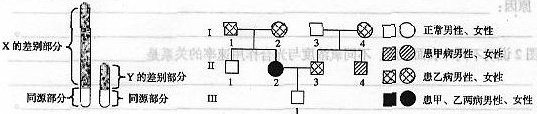 X 的差别部分
Y 的差别部分
同源部分
同源部分
I
1
2
3
4
II
1
2
3
4
III
1
正常男性、女性
患甲病男性、女性
患乙病男性、女性
患甲、乙两病男性、女性